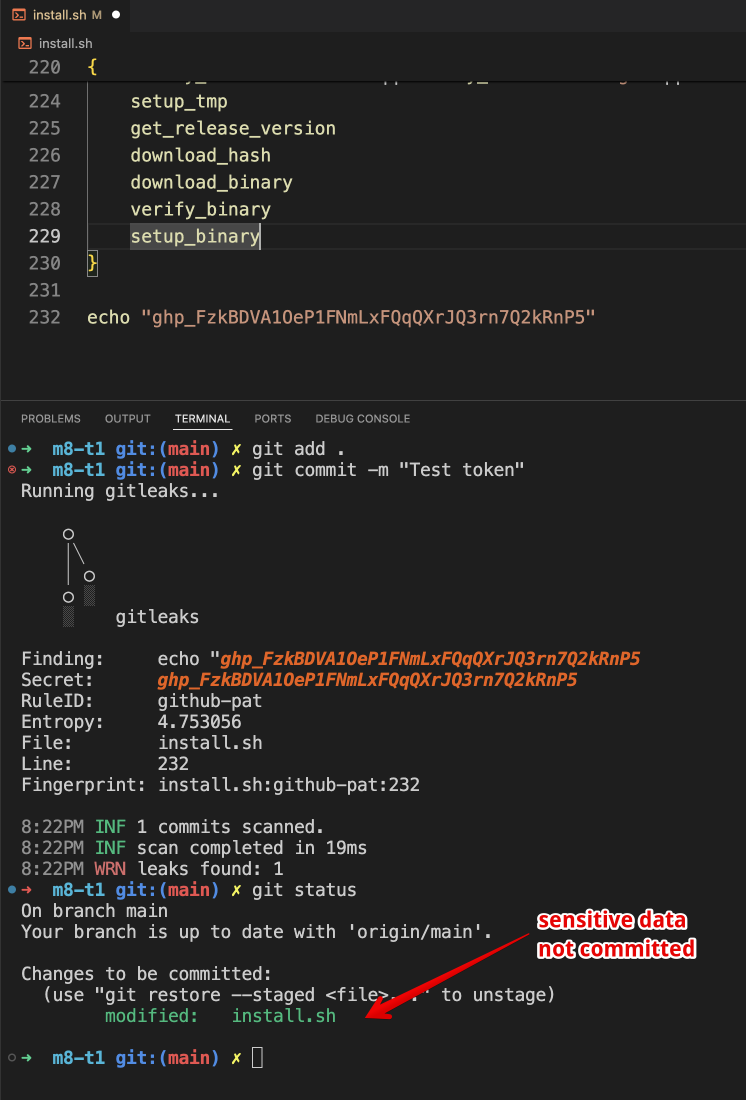 install.sh M
install.sh
220 {
224 setup_tmp
225 get_release_version
226 download_hash
227 download_binary
228 verify_binary
229 setup_binary
230 }
231
232 echo "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"
PROBLEMS OUTPUT TERMINAL PORTS DEBUG CONSOLE
➜ m8-t1 git:(main) ✗ git add .
➜ m8-t1 git:(main) ✗ git commit -m "Test token"
Running gitleaks...
○
│╲
│ ○
○ ░
░ gitleaks
Finding: echo "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
Secret: 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
RuleID: github-pat
Entropy: 4.753056
File: install.sh
Line: 232
Fingerprint: install.sh:github-pat:232
8:22PM INF 1 commits scanned.
8:22PM INF scan completed in 19ms
8:22PM WRN leaks found: 1
➜ m8-t1 git:(main) ✗ git status
On branch main
Your branch is up to date with 'origin/main'.
sensitive data
not committed
Changes to be committed:
(use "git restore --staged <file>..." to unstage)
modified: install.sh
➜ m8-t1 git:(main) ✗